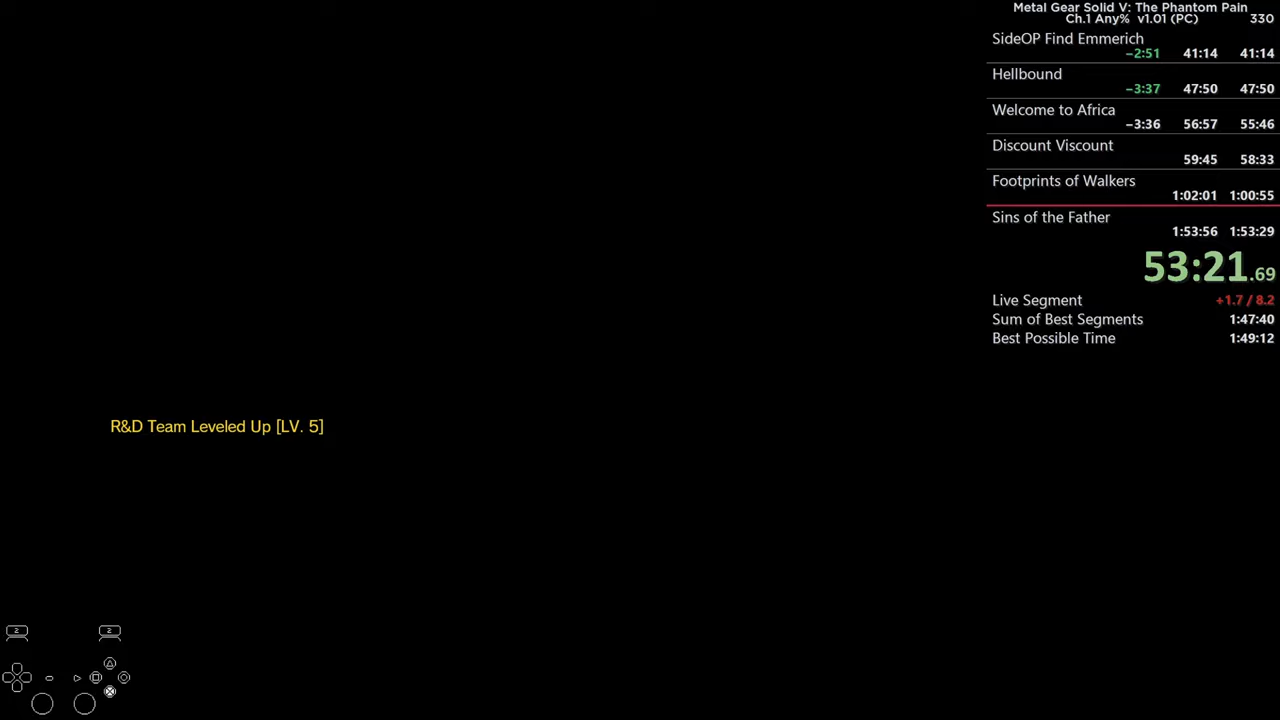 Metal Gear Solid V: The Phantom Pain
Ch.1 Any% v1.01 (PC) 330
SideOP Find Emmerich
-2:51 41:14 41:14
Hellbound
-3:37 47:50 47:50
Welcome to Africa
-3:36 56:57 55:46
Discount Viscount
59:45 58:33
Footprints of Walkers
1:02:01 1:00:55
Sins of the Father
1:53:56 1:53:29
53:21.69
Live Segment +1.7 / 8.2
Sum of Best Segments 1:47:40
Best Possible Time 1:49:12
R&D Team Leveled Up [LV. 5]
2 2